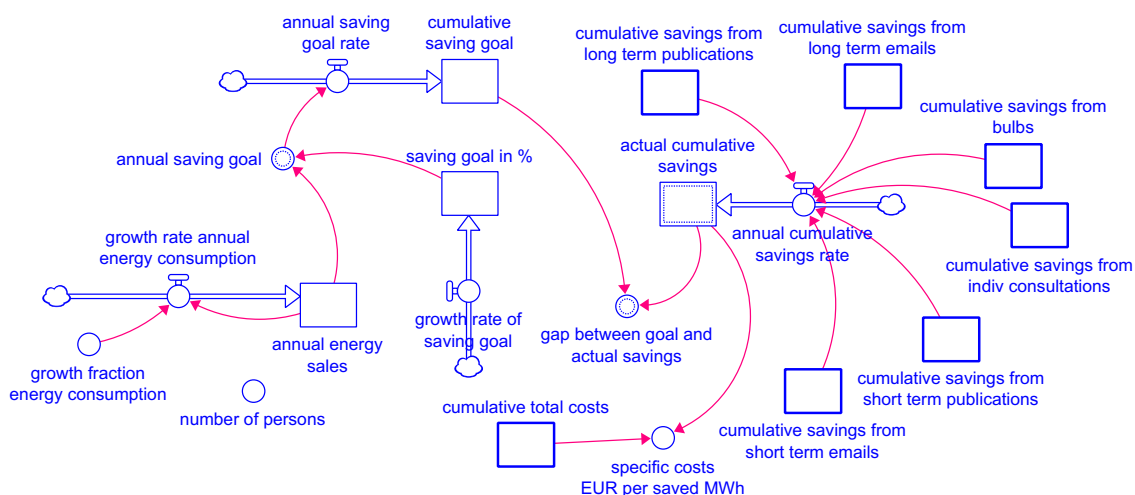 annual saving
goal rate
cumulative
saving goal
cumulative savings from
long term publications
cumulative savings from
long term emails
cumulative savings from
bulbs
annual saving goal
saving goal in %
actual cumulative
savings
growth rate annual
energy consumption
annual cumulative
savings rate
cumulative savings from
indiv consultations
growth rate of
saving goal
gap between goal and
actual savings
annual energy
sales
growth fraction
energy consumption
number of persons
cumulative total costs
cumulative savings from
short term publications
cumulative savings from
short term emails
specific costs
EUR per saved MWh